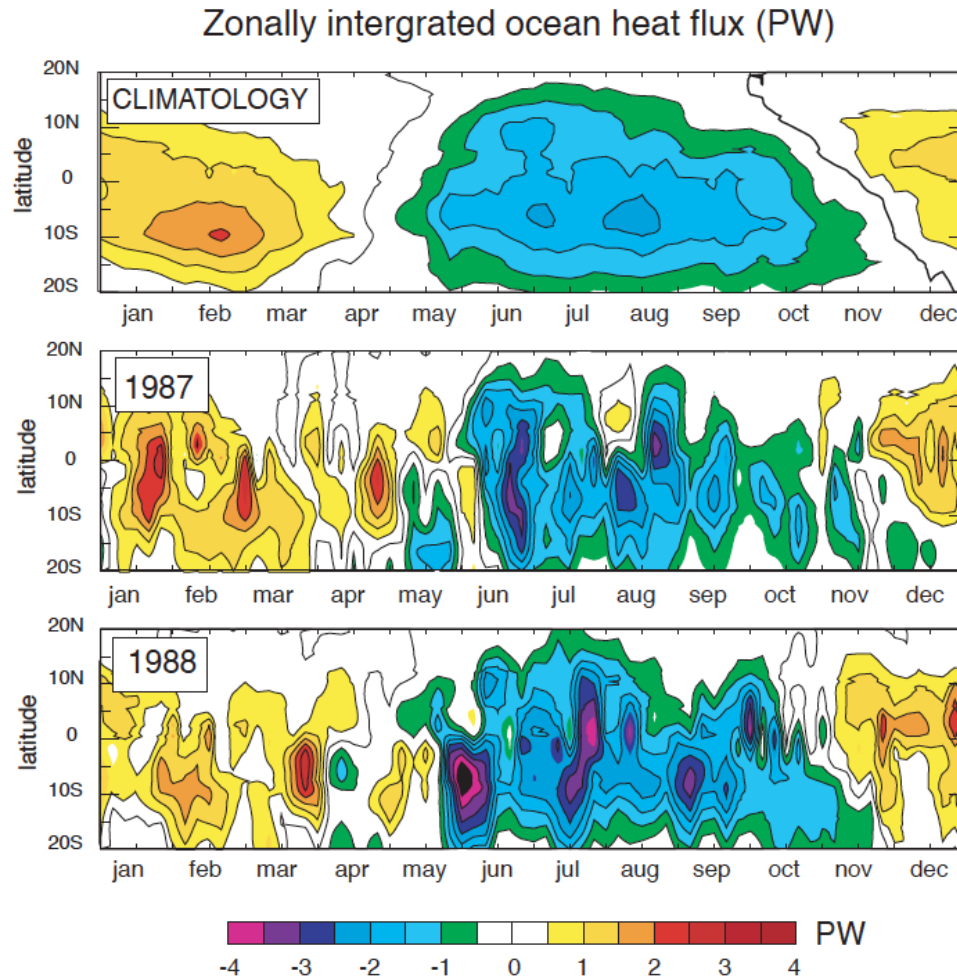 Zonally intergrated ocean heat flux (PW)
20N
CLIMATOLOGY
10N
latitude
0
10S
20S
jan feb mar apr may jun jul aug sep oct nov dec
20N
1987
10N
latitude
0
10S
20S
jan feb mar apr may jun jul aug sep oct nov dec
20N
1988
10N
latitude
0
10S
20S
jan feb mar apr may jun jul aug sep oct nov dec
PW
-4 -3 -2 -1 0 1 2 3 4